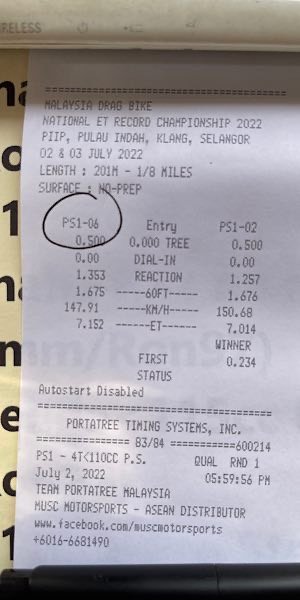 RELESS
================================
MALAYSIA DRAG BIKE
NATIONAL ET RECORD CHAMPIONSHIP 2022
PIIP, PULAU INDAH, KLANG, SELANGOR
02 & 03 JULY 2022
LENGTH : 201M - 1/8 MILES
SURFACE : NO-PREP
PS1-06 Entry PS1-02
0.500 0.000 TREE 0.500
0.00 DIAL-IN 0.00
1.353 REACTION 1.257
1.675 -----60FT----- 1.676
147.91 -----KM/H----- 150.68
7.152 ------ET------ 7.014
WINNER
FIRST 0.234
STATUS
Autostart Disabled
========================================
PORTATREE TIMING SYSTEMS, INC.
================ 83/84 ===========600214
PS1 - 4T<110CC P.S. QUAL RND 1
July 2, 2022 05:59:56 PM
TEAM PORTATREE MALAYSIA
MUSC MOTORSPORTS - ASEAN DISTRIBUTOR
www.facebook.com/muscmotorsports
+6016-6681490